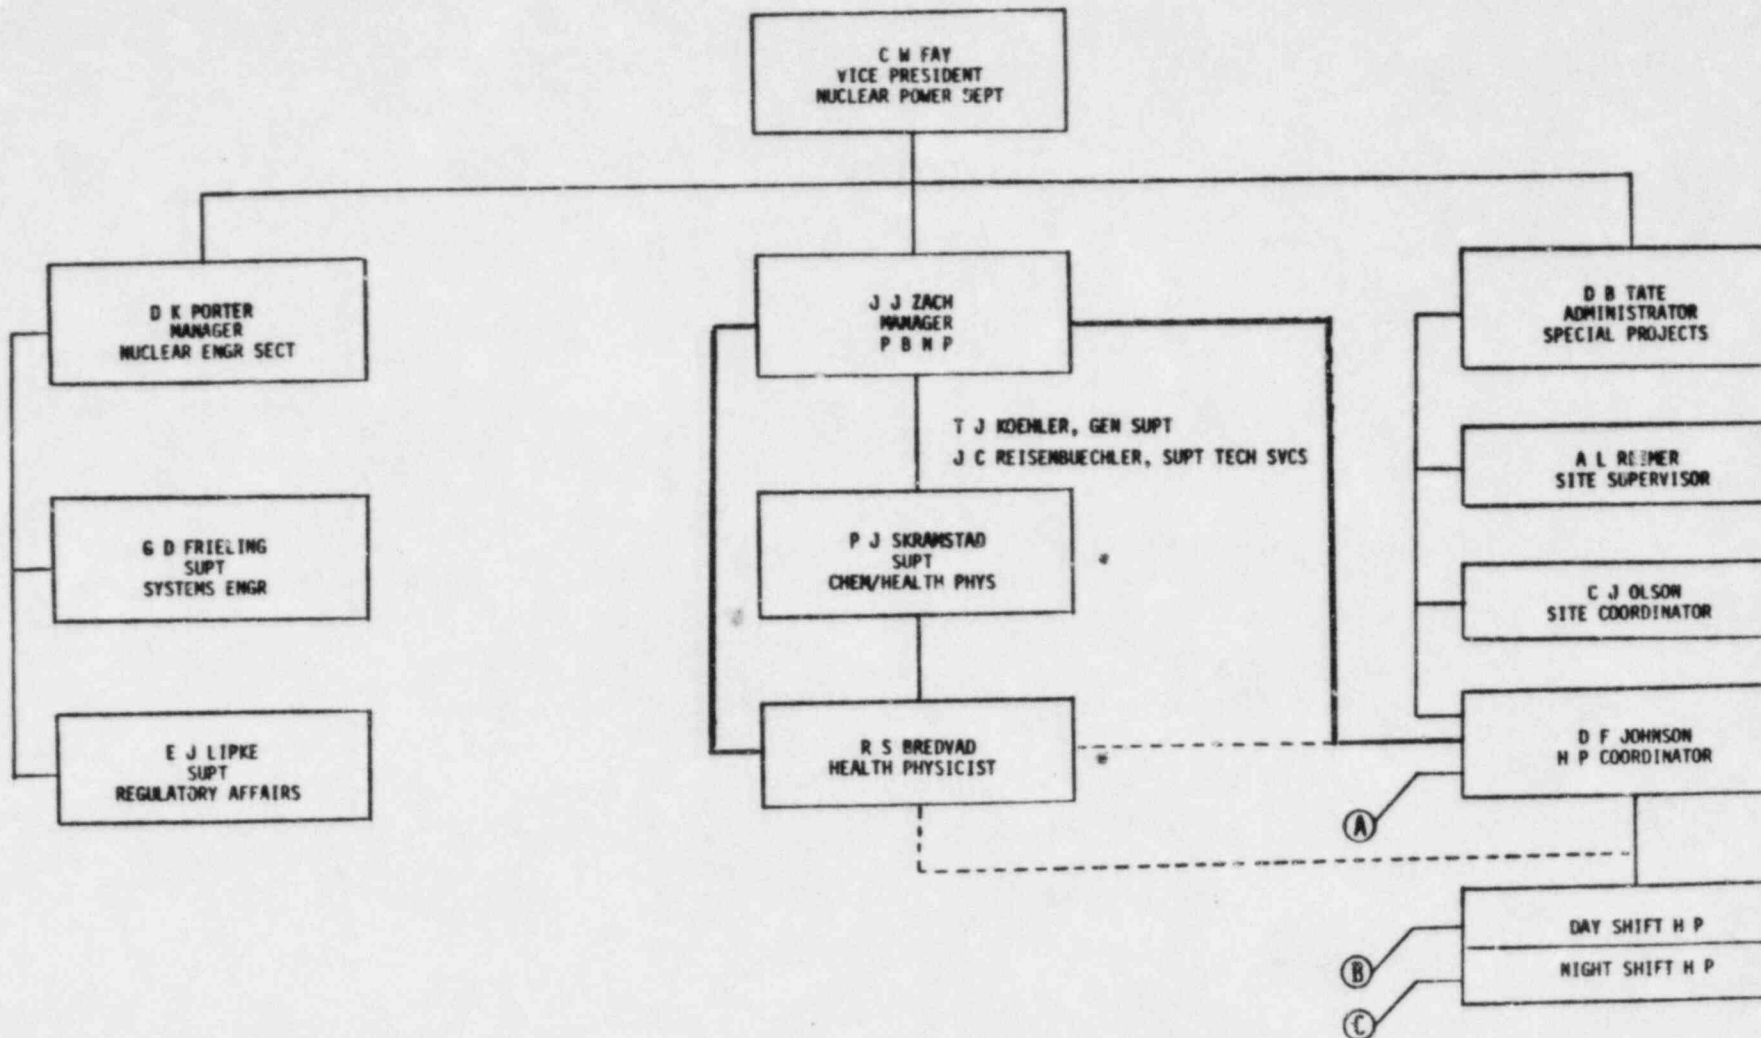 C W FAY
VICE PRESIDENT
NUCLEAR POWER DEPT
D K PORTER
MANAGER
NUCLEAR ENGR SECT
J J ZACH
MANAGER
P B N P
D B TATE
ADMINISTRATOR
SPECIAL PROJECTS
T J KOEHLER, GEN SUPT
J C REISENBUECHLER, SUPT TECH SVCS
A L REIMER
SITE SUPERVISOR
G D FRIELING
SUPT
SYSTEMS ENGR
P J SKRAMSTAD
SUPT
CHEM/HEALTH PHYS
C J OLSON
SITE COORDINATOR
E J LIPKE
SUPT
REGULATORY AFFAIRS
R S BREDVAD
HEALTH PHYSICIST
D F JOHNSON
H P COORDINATOR
A
DAY SHIFT H P
B
NIGHT SHIFT H P
C